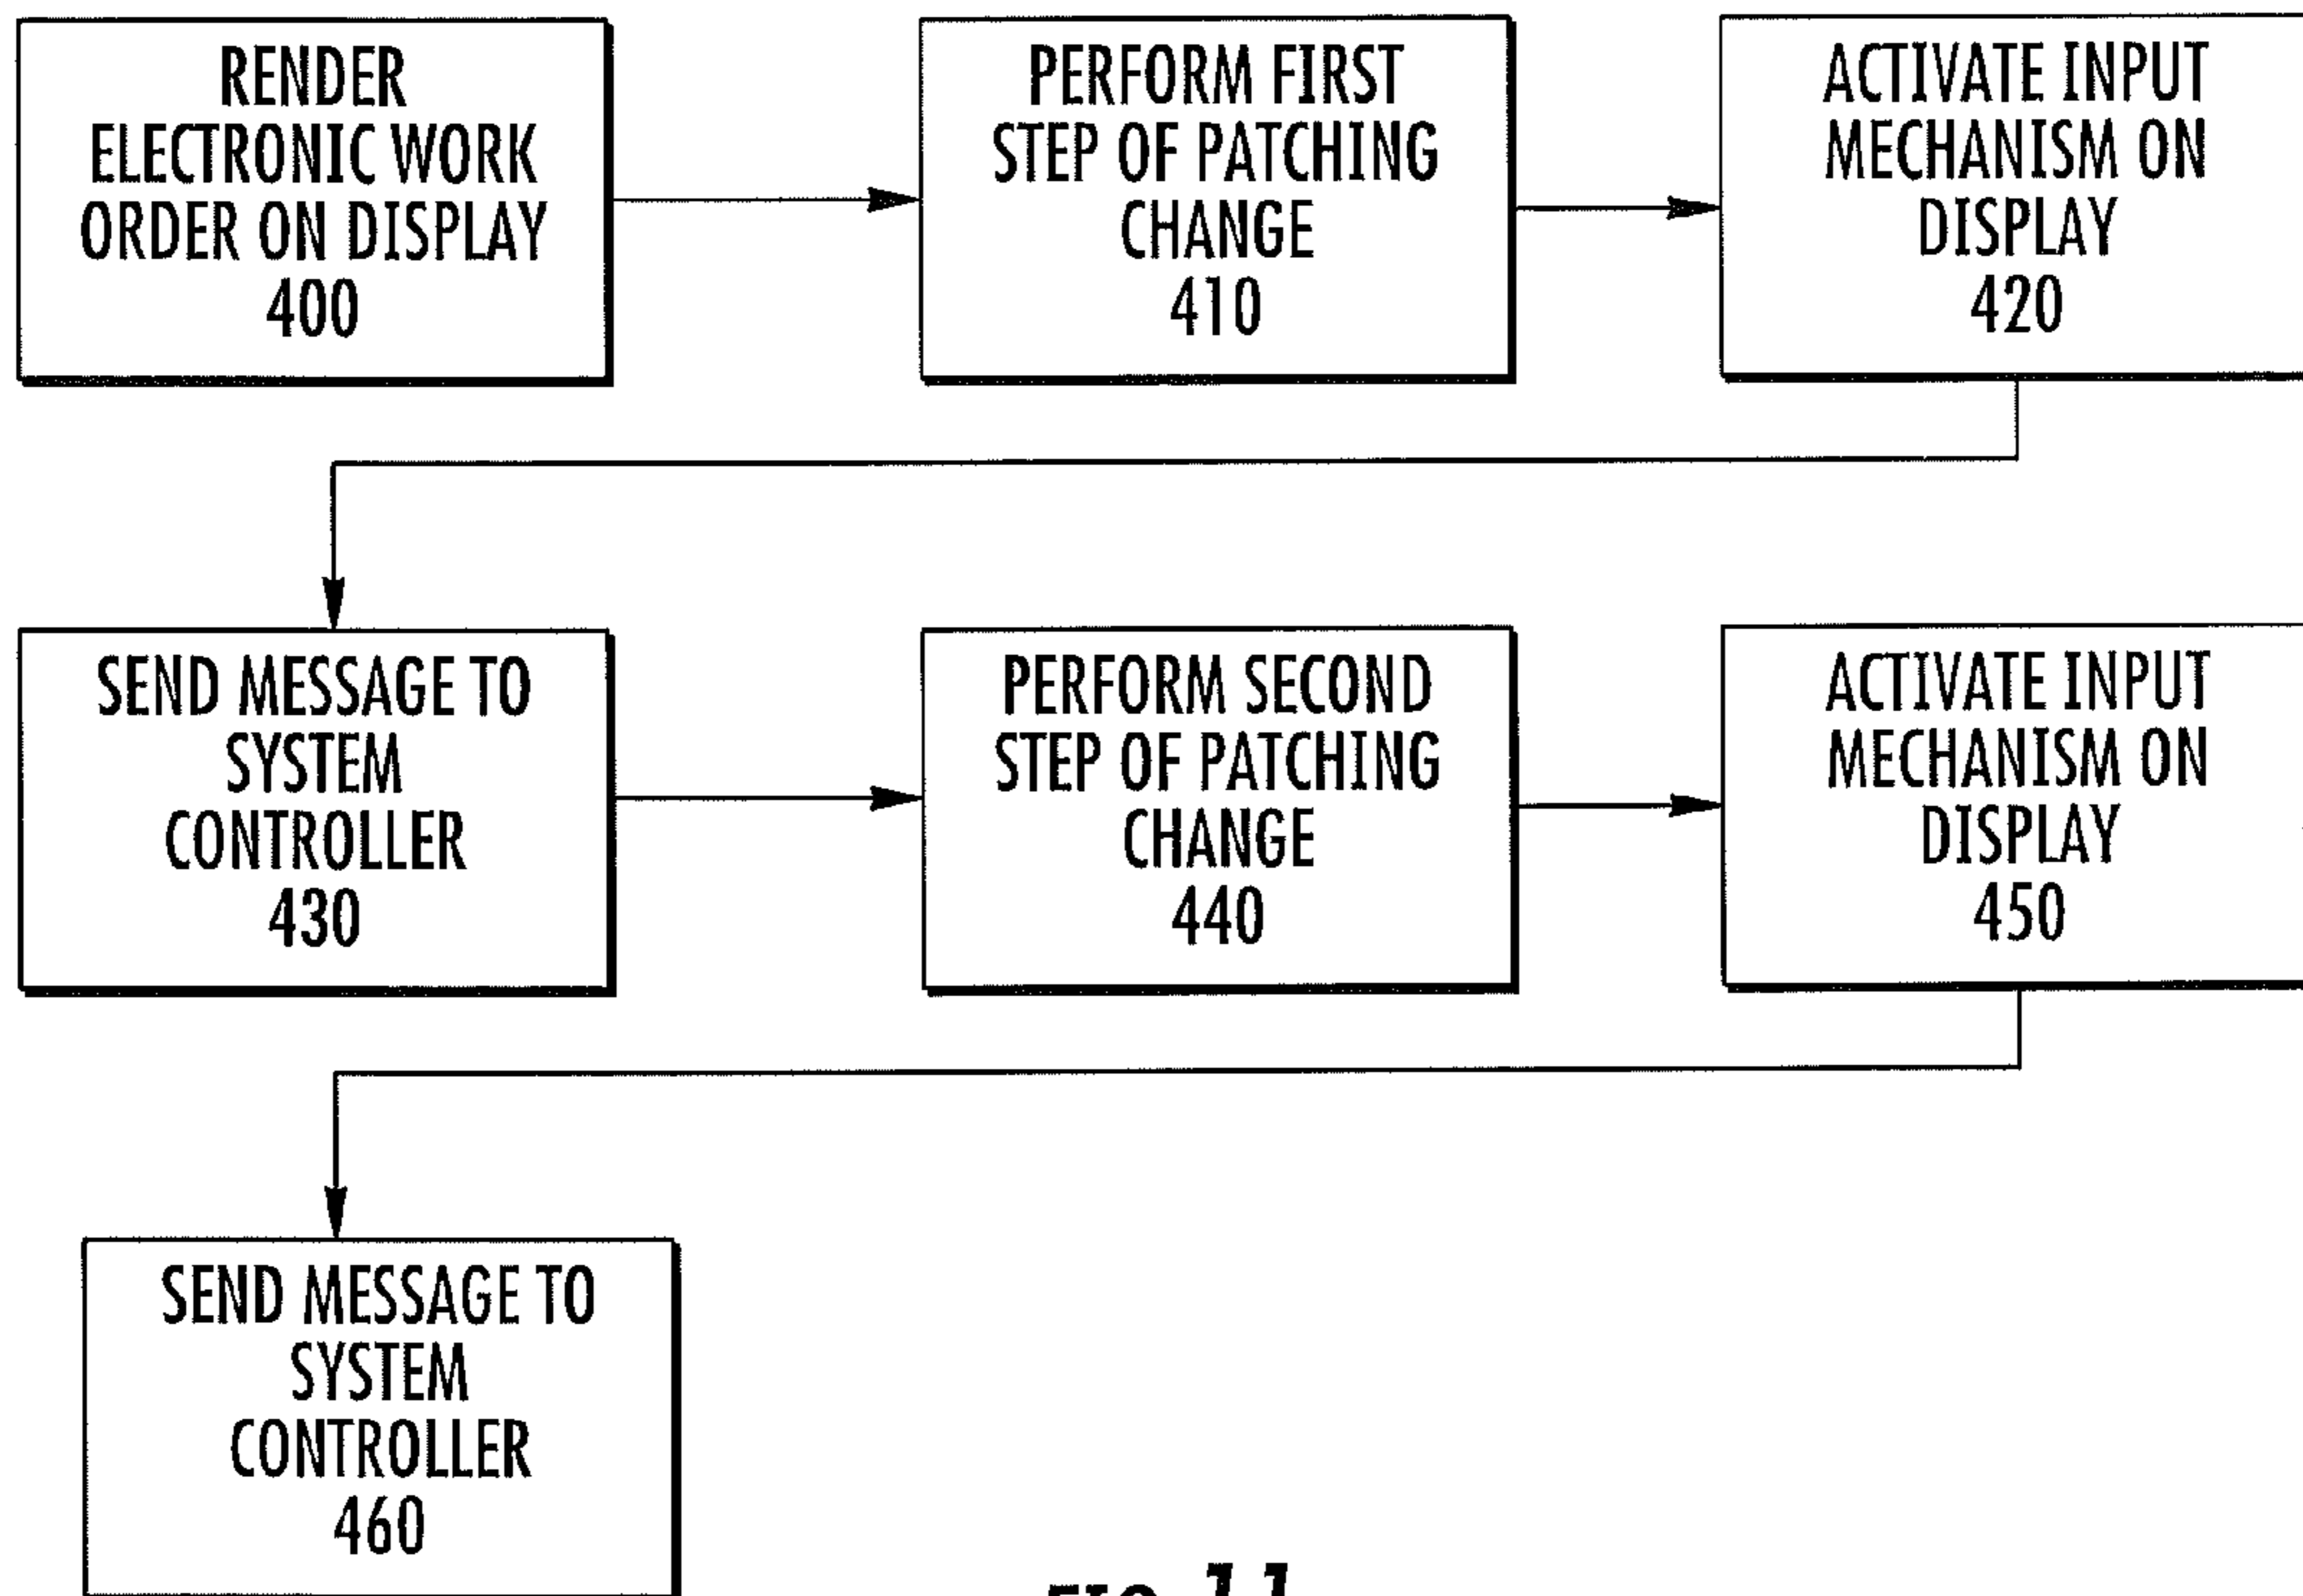 RENDER
ELECTRONIC WORK
ORDER ON DISPLAY
400
PERFORM FIRST
STEP OF PATCHING
CHANGE
410
ACTIVATE INPUT
MECHANISM ON
DISPLAY
420
SEND MESSAGE TO
SYSTEM
CONTROLLER
430
PERFORM SECOND
STEP OF PATCHING
CHANGE
440
ACTIVATE INPUT
MECHANISM ON
DISPLAY
450
SEND MESSAGE TO
SYSTEM
CONTROLLER
460
FIG. 11